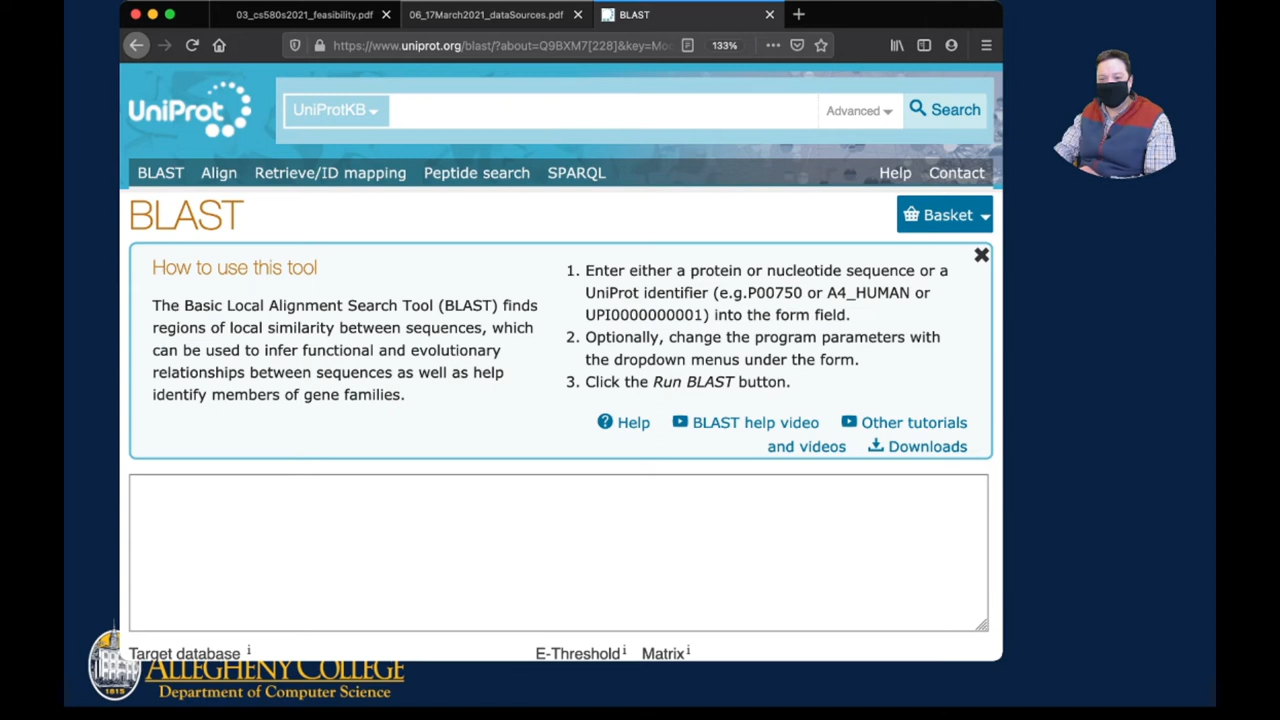 03_cs580s2021_feasibility.pdf
06_17March2021_dataSources.pdf
BLAST
https://www.uniprot.org/blast/?about=Q9BXM7[228]&key=Mo
133%
UniProt
UniProtKB
Advanced
Search
BLAST Align Retrieve/ID mapping Peptide search SPARQL Help Contact
BLAST
Basket
How to use this tool
The Basic Local Alignment Search Tool (BLAST) finds
regions of local similarity between sequences, which
can be used to infer functional and evolutionary
relationships between sequences as well as help
identify members of gene families.
1. Enter either a protein or nucleotide sequence or a
UniProt identifier (e.g.P00750 or A4_HUMAN or
UPI0000000001) into the form field.
2. Optionally, change the program parameters with
the dropdown menus under the form.
3. Click the Run BLAST button.
Help BLAST help video Other tutorials
and videos Downloads
Target database i E-Threshold i Matrix i
ALLEGHENY COLLEGE
Department of Computer Science
1815